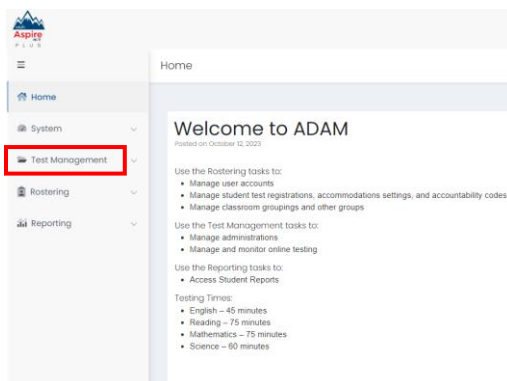 Aspire
PLUS
Home
Home
System
Test Management
Rostering
Reporting
Welcome to ADAM
Posted on October 12, 2023
Use the Rostering tasks to:
• Manage user accounts
• Manage student test registrations, accommodations settings, and accountability codes
• Manage classroom groupings and other groups
Use the Test Management tasks to:
• Manage administrations
• Manage and monitor online testing
Use the Reporting tasks to:
• Access Student Reports
Testing Times:
• English – 45 minutes
• Reading – 75 minutes
• Mathematics – 75 minutes
• Science – 60 minutes